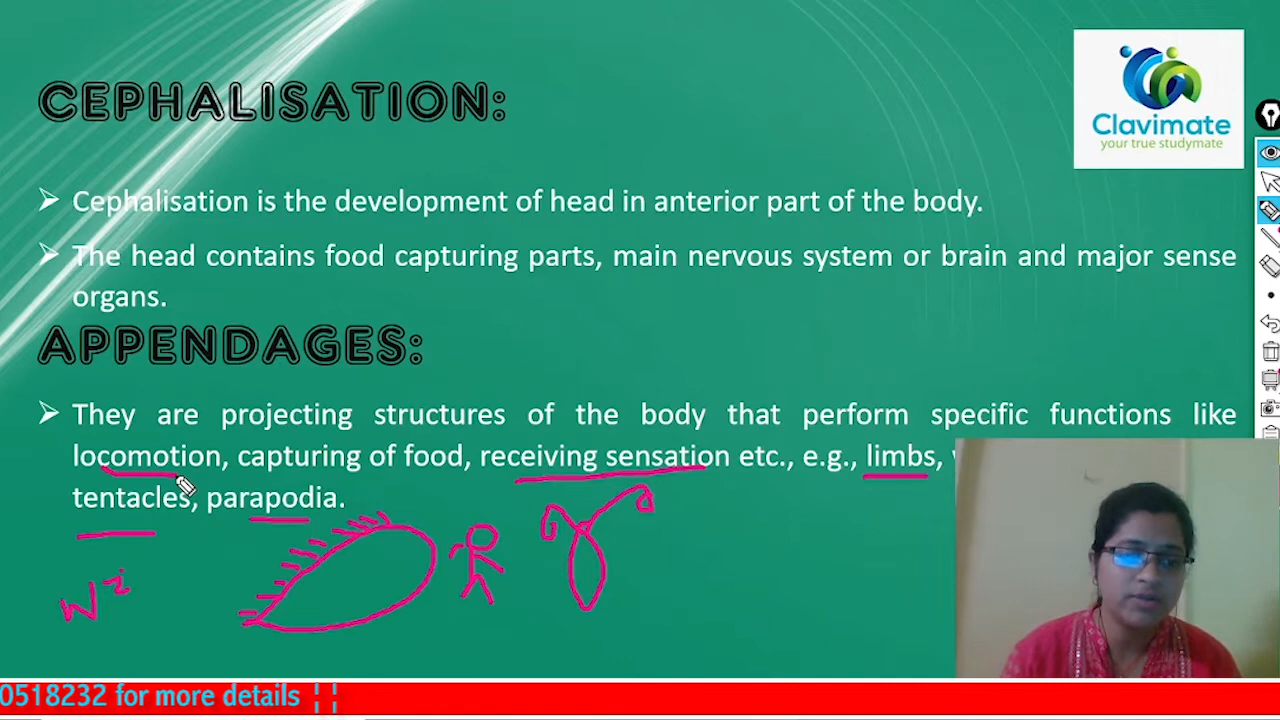 CEPHALISATION:
Clavimate
your true studymate
➢ Cephalisation is the development of head in anterior part of the body.
➢ The head contains food capturing parts, main nervous system or brain and major sense
organs.
APPENDAGES:
➢ They are projecting structures of the body that perform specific functions like
locomotion, capturing of food, receiving sensation etc., e.g., limbs,
tentacles, parapodia.
0518232 for more details ¦ ¦